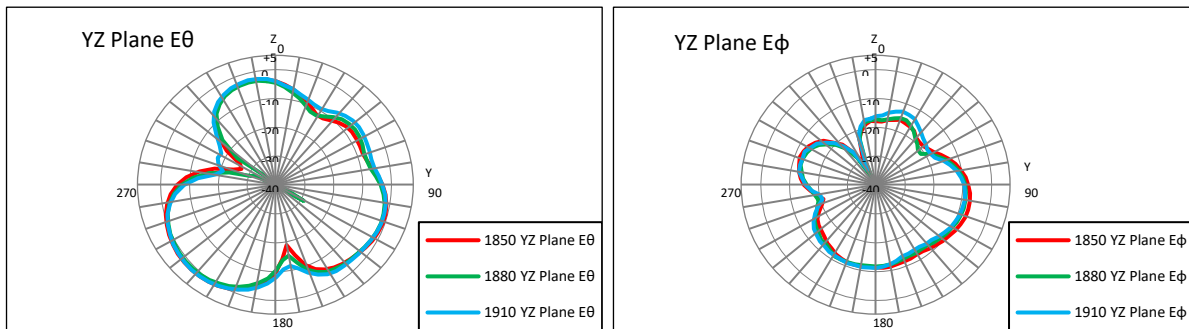 YZ Plane Eθ
Z
0
+5
0
-10
-20
-30
-40
Y
90
270
180
1850 YZ Plane Eθ
1880 YZ Plane Eθ
1910 YZ Plane Eθ
YZ Plane Eϕ
Z
0
+5
0
-10
-20
-30
-40
Y
90
270
180
1850 YZ Plane Eϕ
1880 YZ Plane Eϕ
1910 YZ Plane Eϕ